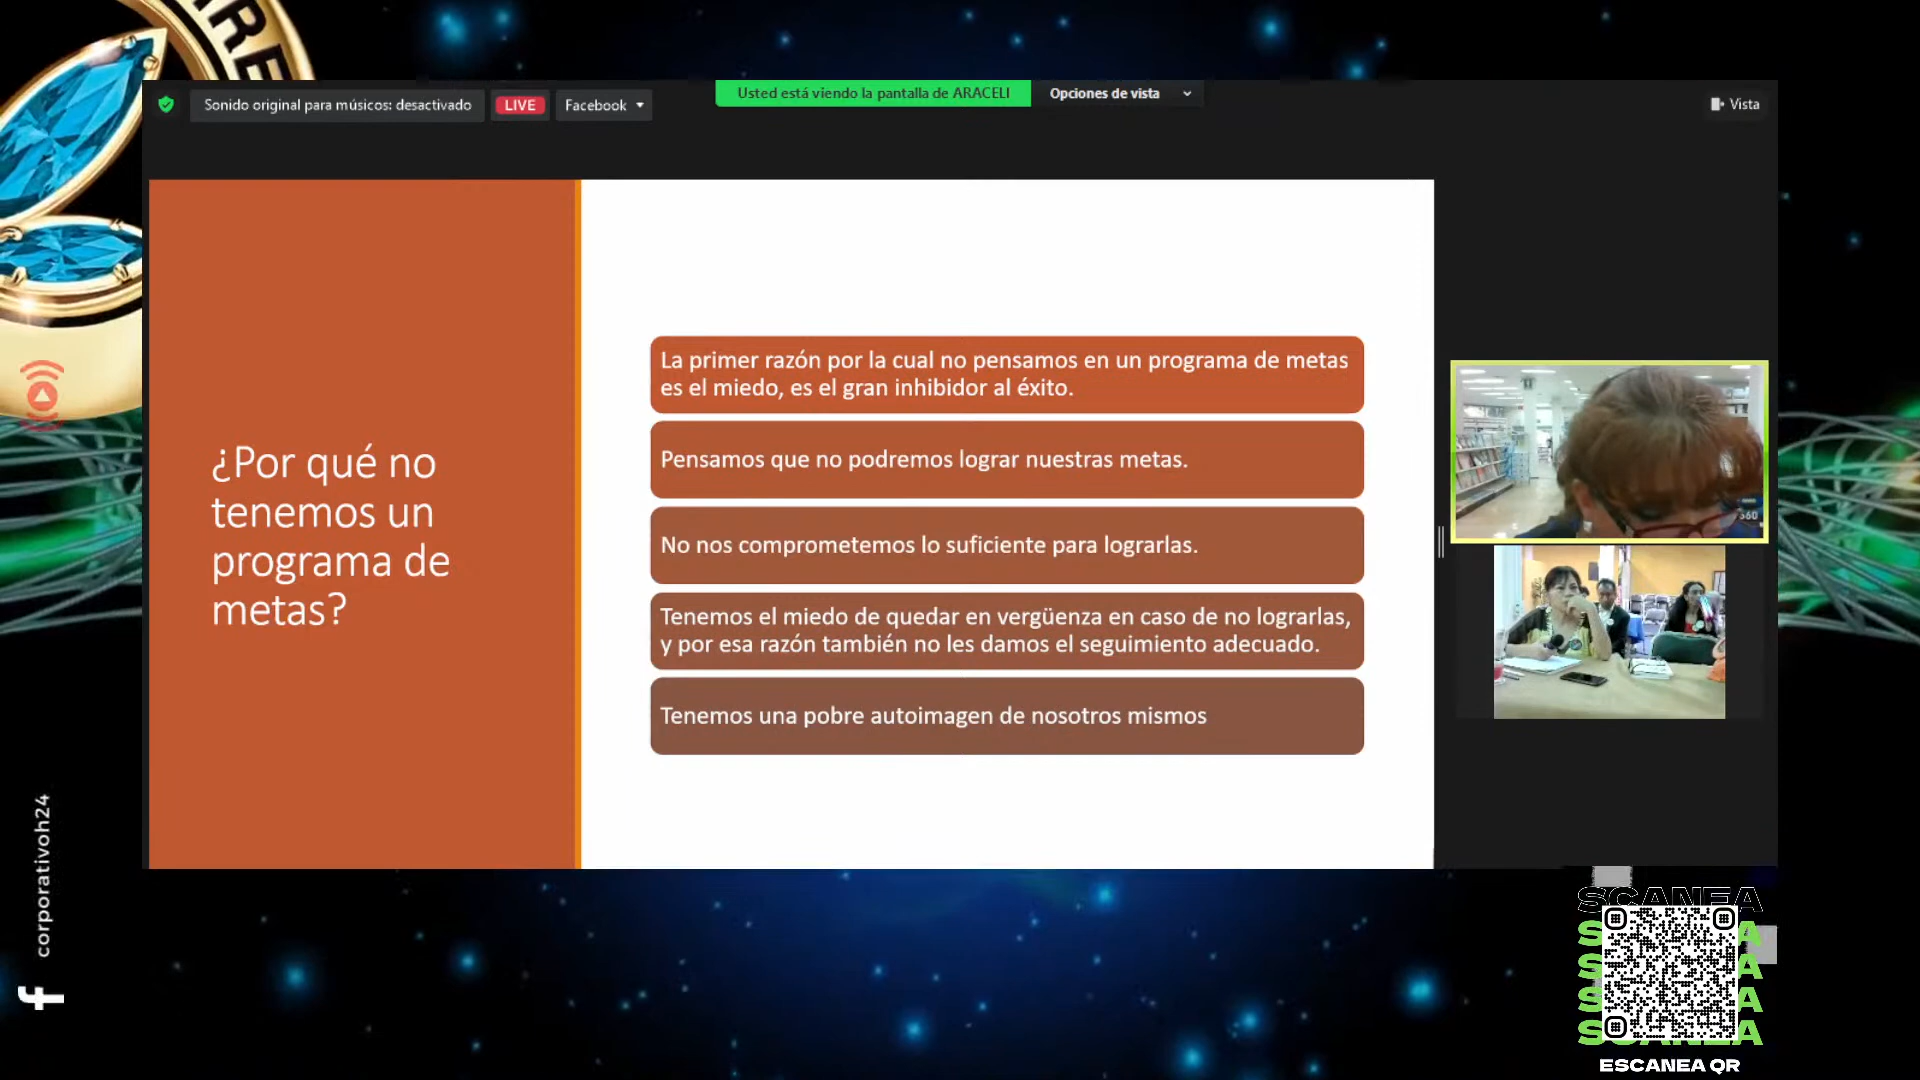 Sonido original para músicos: desactivado
LIVE
Facebook
Usted está viendo la pantalla de ARACELI
Opciones de vista
Vista
¿Por qué no
tenemos un
programa de
metas?
La primer razón por la cual no pensamos en un programa de metas
es el miedo, es el gran inhibidor al éxito.
Pensamos que no podremos lograr nuestras metas.
No nos comprometemos lo suficiente para lograrlas.
Tenemos el miedo de quedar en vergüenza en caso de no lograrlas,
y por esa razón también no les damos el seguimiento adecuado.
Tenemos una pobre autoimagen de nosotros mismos
360
corporativoh24
SCANEA
ESCANEA QR